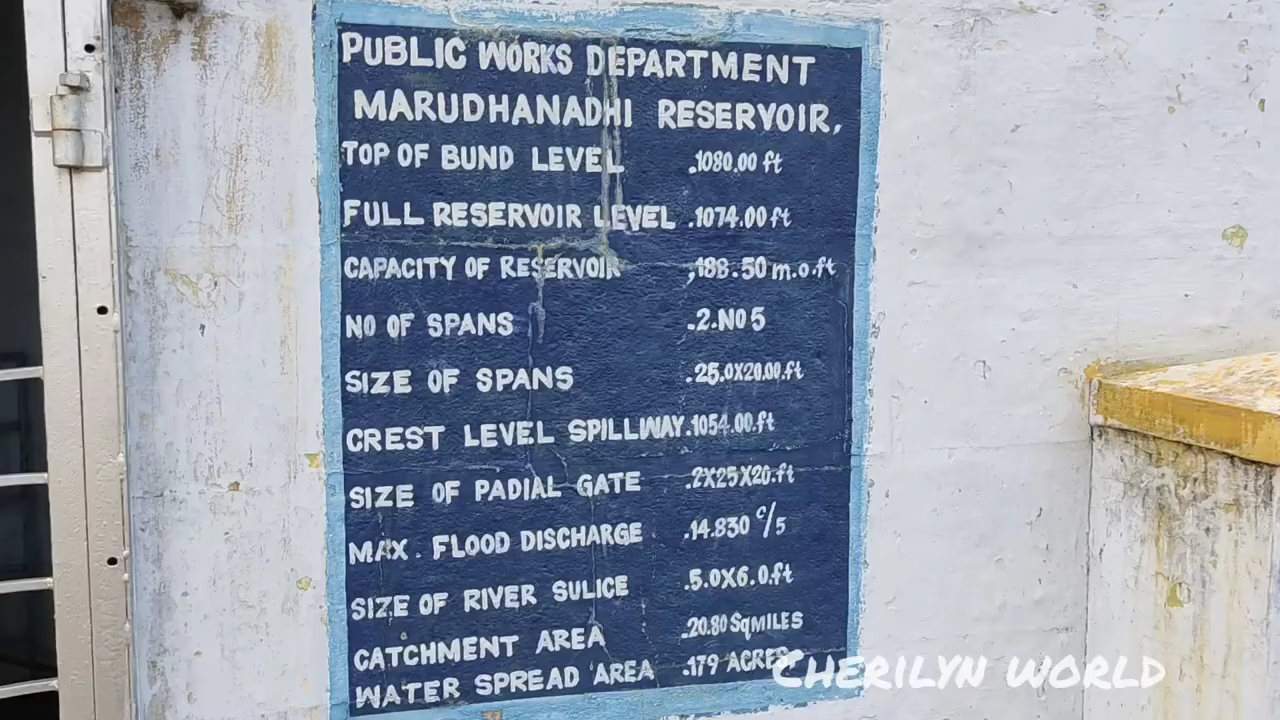 PUBLIC WORKS DEPARTMENT
MARUDHANADHI RESERVOIR,
TOP OF BUND LEVEL .1080.00 ft
FULL RESERVOIR LEVEL .1074.00 ft
CAPACITY OF RESERVOIR ,188.50 m.o.ft
NO OF SPANS .2.NO5
SIZE OF SPANS .25.0X20.00.ft
CREST LEVEL SPILLWAY.1054.00.ft
SIZE OF PADIAL GATE .2X25X20.ft
MAX. FLOOD DISCHARGE .14.830 c/5
SIZE OF RIVER SULICE .5.0X6.0.ft
CATCHMENT AREA .20.80 SqMILES
WATER SPREAD AREA .179 ACRES
CHERILYN WORLD